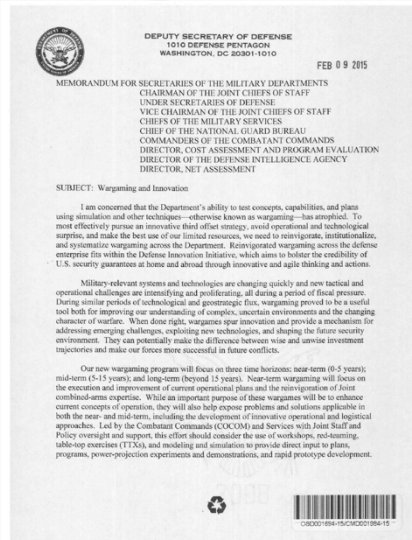 DEPUTY SECRETARY OF DEFENSE
1010 DEFENSE PENTAGON
WASHINGTON, DC 20301-1010
FEB 09 2015
MEMORANDUM FOR SECRETARIES OF THE MILITARY DEPARTMENTS
CHAIRMAN OF THE JOINT CHIEFS OF STAFF
UNDER SECRETARIES OF DEFENSE
VICE CHAIRMAN OF THE JOINT CHIEFS OF STAFF
CHIEFS OF THE MILITARY SERVICES
CHIEF OF THE NATIONAL GUARD BUREAU
COMMANDERS OF THE COMBATANT COMMANDS
DIRECTOR, COST ASSESSMENT AND PROGRAM EVALUATION
DIRECTOR OF THE DEFENSE INTELLIGENCE AGENCY
DIRECTOR, NET ASSESSMENT
SUBJECT: Wargaming and Innovation
I am concerned that the Department's ability to test concepts, capabilities, and plans
using simulation and other techniques—otherwise known as wargaming—has atrophied. To
most effectively pursue an innovative third offset strategy, avoid operational and technological
surprise, and make the best use of our limited resources, we need to reinvigorate, institutionalize,
and systematize wargaming across the Department. Reinvigorated wargaming across the defense
enterprise fits within the Defense Innovation Initiative, which aims to bolster the credibility of
U.S. security guarantees at home and abroad through innovative and agile thinking and actions.
Military-relevant systems and technologies are changing quickly and new tactical and
operational challenges are intensifying and proliferating, all during a period of fiscal pressure.
During similar periods of technological and geostrategic flux, wargaming proved to be a useful
tool both for improving our understanding of complex, uncertain environments and the changing
character of warfare. When done right, wargames spur innovation and provide a mechanism for
addressing emerging challenges, exploiting new technologies, and shaping the future security
environment. They can potentially make the difference between wise and unwise investment
trajectories and make our forces more successful in future conflicts.
Our new wargaming program will focus on three time horizons: near-term (0-5 years);
mid-term (5-15 years); and long-term (beyond 15 years). Near-term wargaming will focus on
the execution and improvement of current operational plans and the reinvigoration of Joint
combined-arms expertise. While an important purpose of these wargames will be to enhance
current concepts of operation, they will also help expose problems and solutions applicable in
both the near- and mid-term, including the development of innovative operational and logistical
approaches. Led by the Combatant Commands (COCOM) and Services with Joint Staff and
Policy oversight and support, this effort should consider the use of workshops, red-teaming,
table-top exercises (TTXs), and modeling and simulation to provide direct input to plans,
programs, power-projection experiments and demonstrations, and rapid prototype development.
OSD001694-15/CMD001984-15